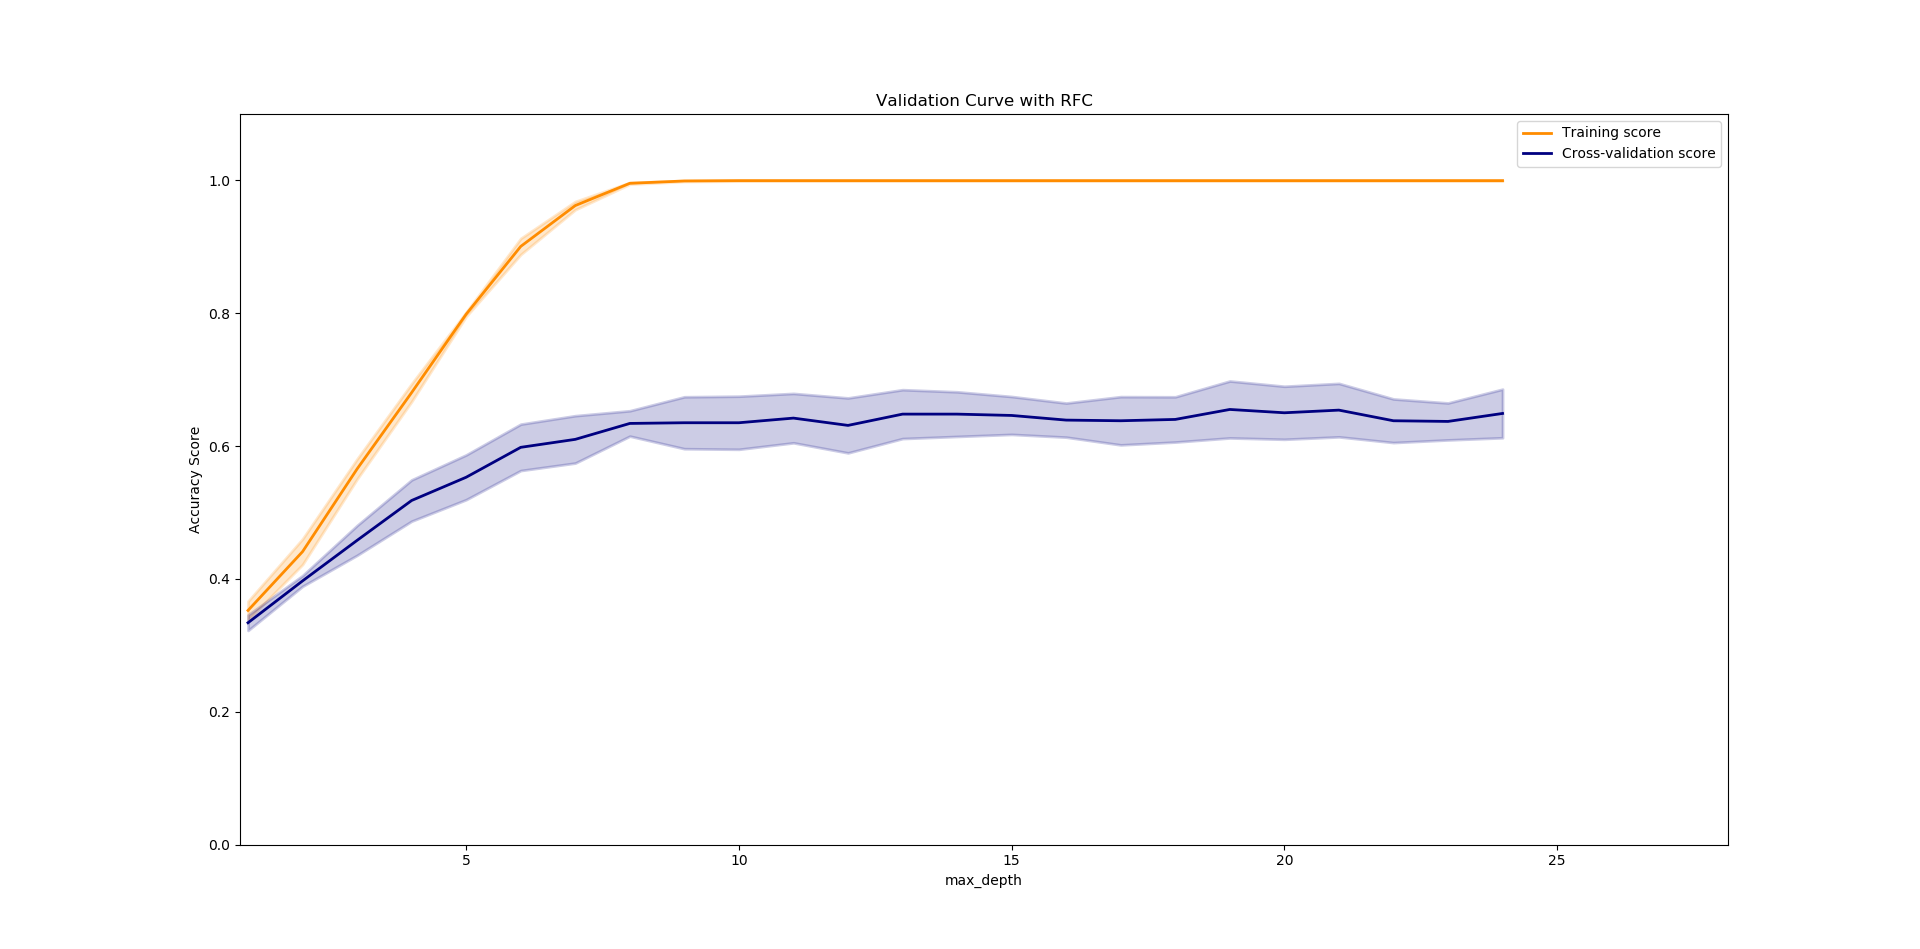 Validation Curve with RFC
Training score
Cross-validation score
1.0
0.8
0.6
0.4
0.2
0.0
Accuracy Score
5 10 15 20 25
max_depth